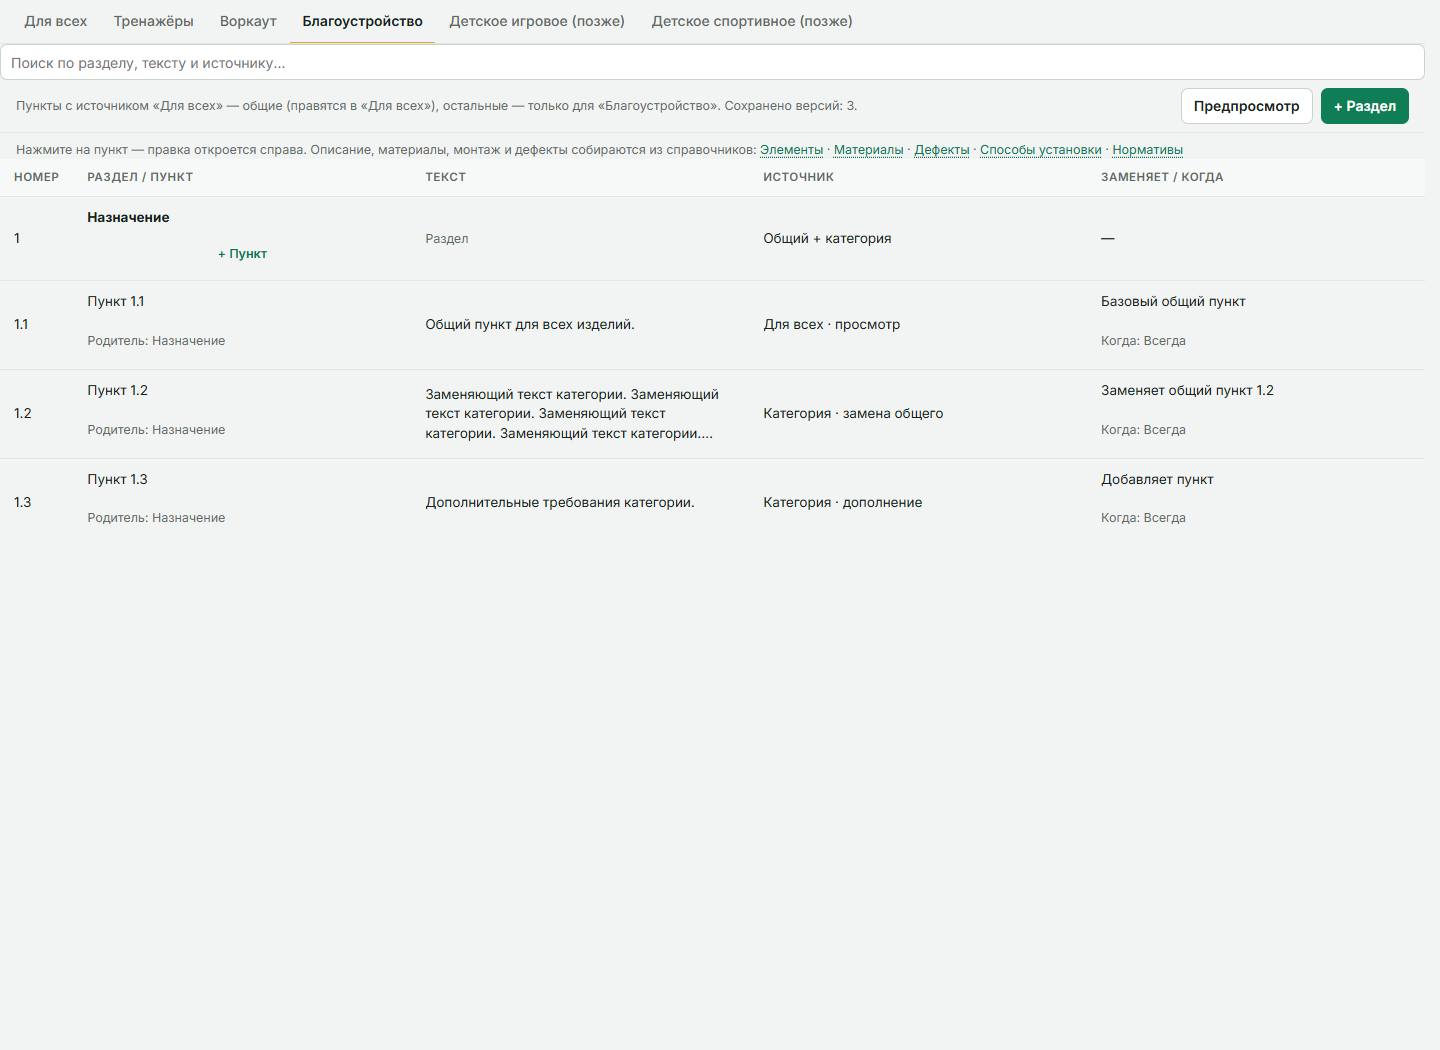 Для всех Тренажёры Воркаут Благоустройство Детское игровое (позже) Детское спортивное (позже)
Поиск по разделу, тексту и источнику...
Пункты с источником «Для всех» — общие (правятся в «Для всех»), остальные — только для «Благоустройство». Сохранено версий: 3.
Предпросмотр
+ Раздел
Нажмите на пункт — правка откроется справа. Описание, материалы, монтаж и дефекты собираются из справочников: Элементы · Материалы · Дефекты · Способы установки · Нормативы
НОМЕР РАЗДЕЛ / ПУНКТ ТЕКСТ ИСТОЧНИК ЗАМЕНЯЕТ / КОГДА
1
Назначение
+ Пункт
Раздел
Общий + категория
—
1.1
Пункт 1.1
Родитель: Назначение
Общий пункт для всех изделий.
Для всех · просмотр
Базовый общий пункт
Когда: Всегда
1.2
Пункт 1.2
Родитель: Назначение
Заменяющий текст категории. Заменяющий
текст категории. Заменяющий текст
категории. Заменяющий текст категории....
Категория · замена общего
Заменяет общий пункт 1.2
Когда: Всегда
1.3
Пункт 1.3
Родитель: Назначение
Дополнительные требования категории.
Категория · дополнение
Добавляет пункт
Когда: Всегда